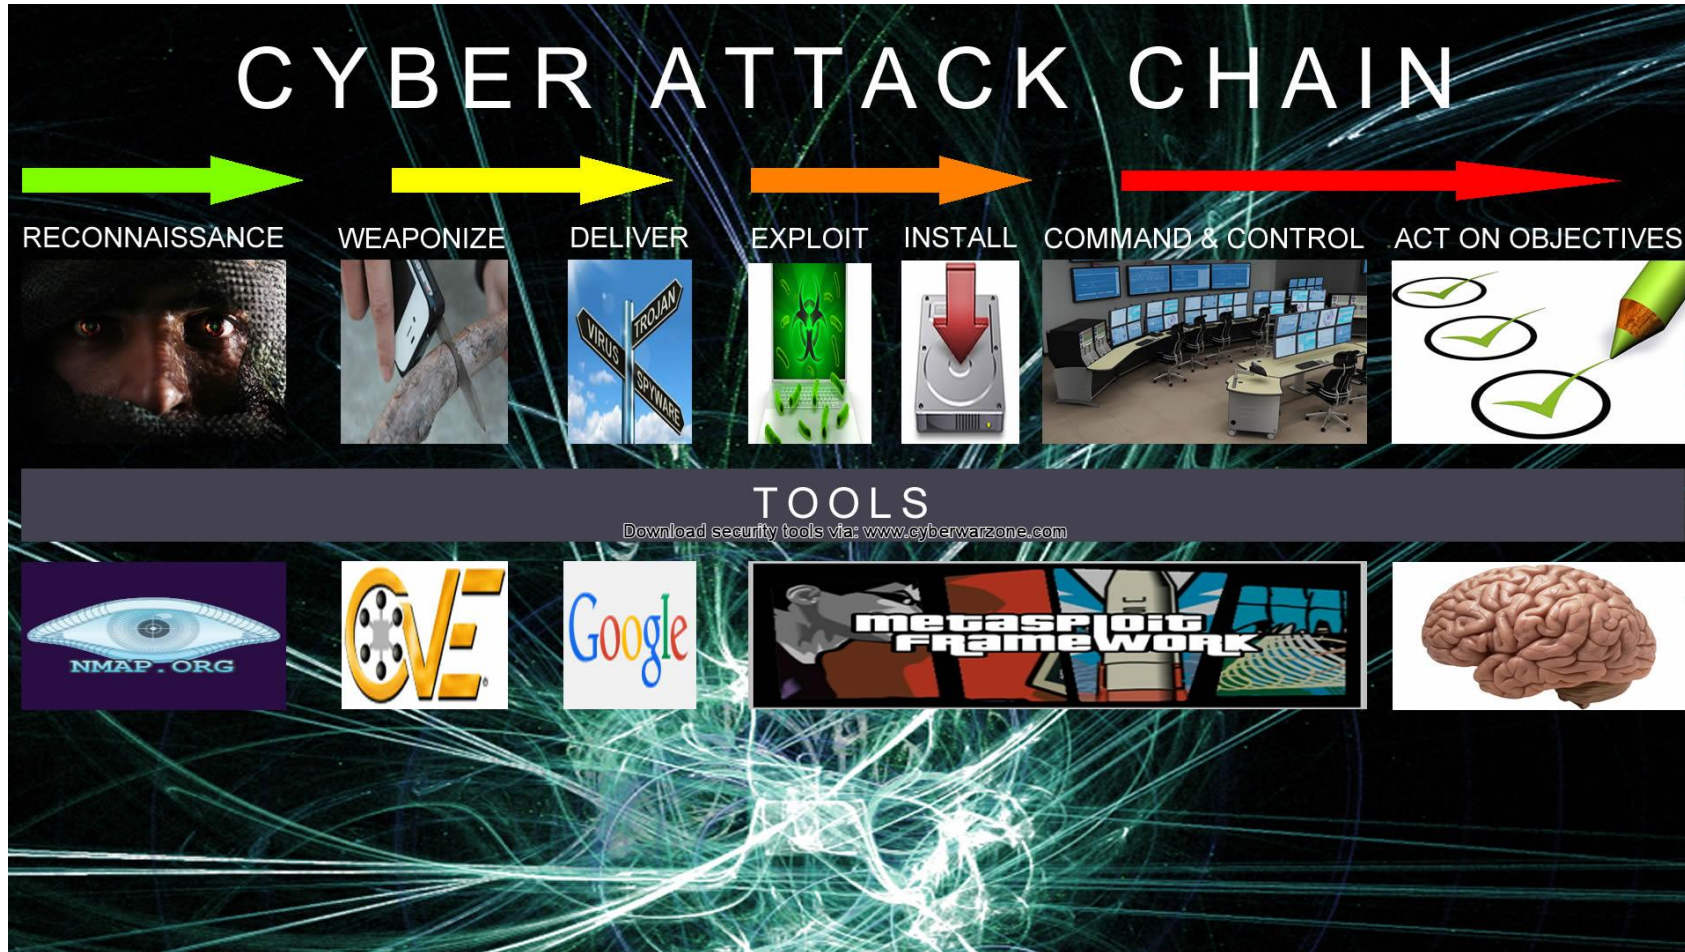 CYBER ATTACK CHAIN
RECONNAISSANCE
WEAPONIZE
DELIVER
EXPLOIT
INSTALL
COMMAND & CONTROL
ACT ON OBJECTIVES
VIRUS
TROJAN
SPYWARE
TOOLS
Download security tools via: www.cyberwarzone.com
NMAP.ORG
CVE
Google
metasploit
FRAMEWORK